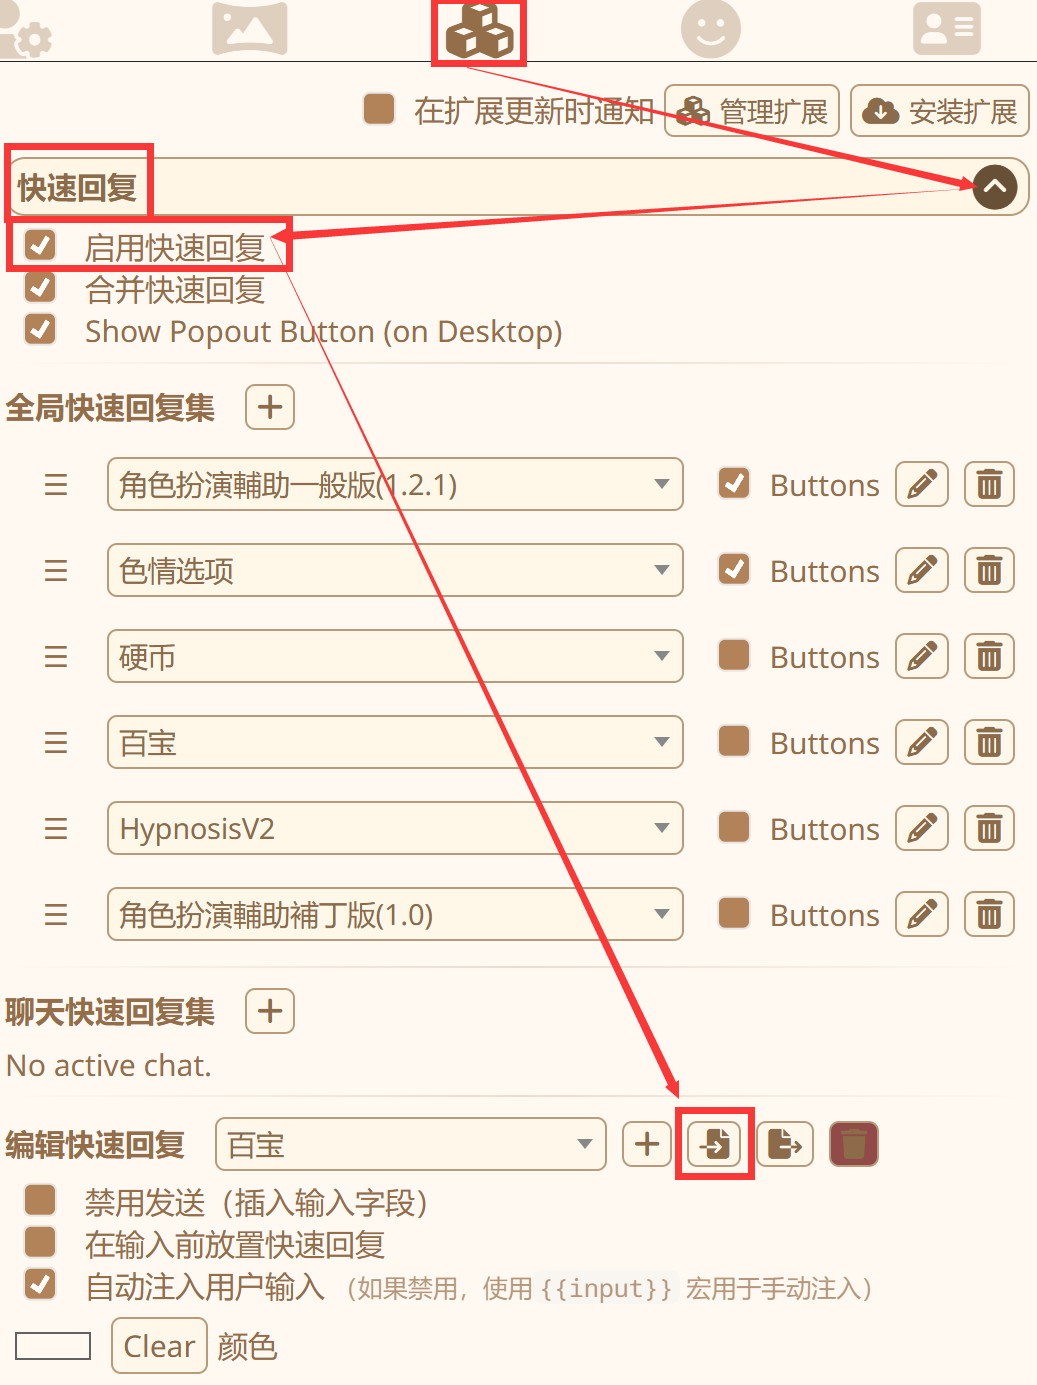 在扩展更新时通知 管理扩展 安装扩展
快速回复
启用快速回复
合并快速回复
Show Popout Button (on Desktop)
全局快速回复集
角色扮演輔助一般版(1.2.1) Buttons
色情选项 Buttons
硬币 Buttons
百宝 Buttons
HypnosisV2 Buttons
角色扮演輔助補丁版(1.0) Buttons
聊天快速回复集
No active chat.
编辑快速回复 百宝
禁用发送（插入输入字段）
在输入前放置快速回复
自动注入用户输入（如果禁用，使用 {{input}} 宏用于手动注入）
Clear 颜色